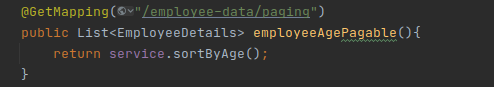 @GetMapping("/employee-data/paging")
public List<EmployeeDetails> employeeAgePagable(){
return service.sortByAge();
}